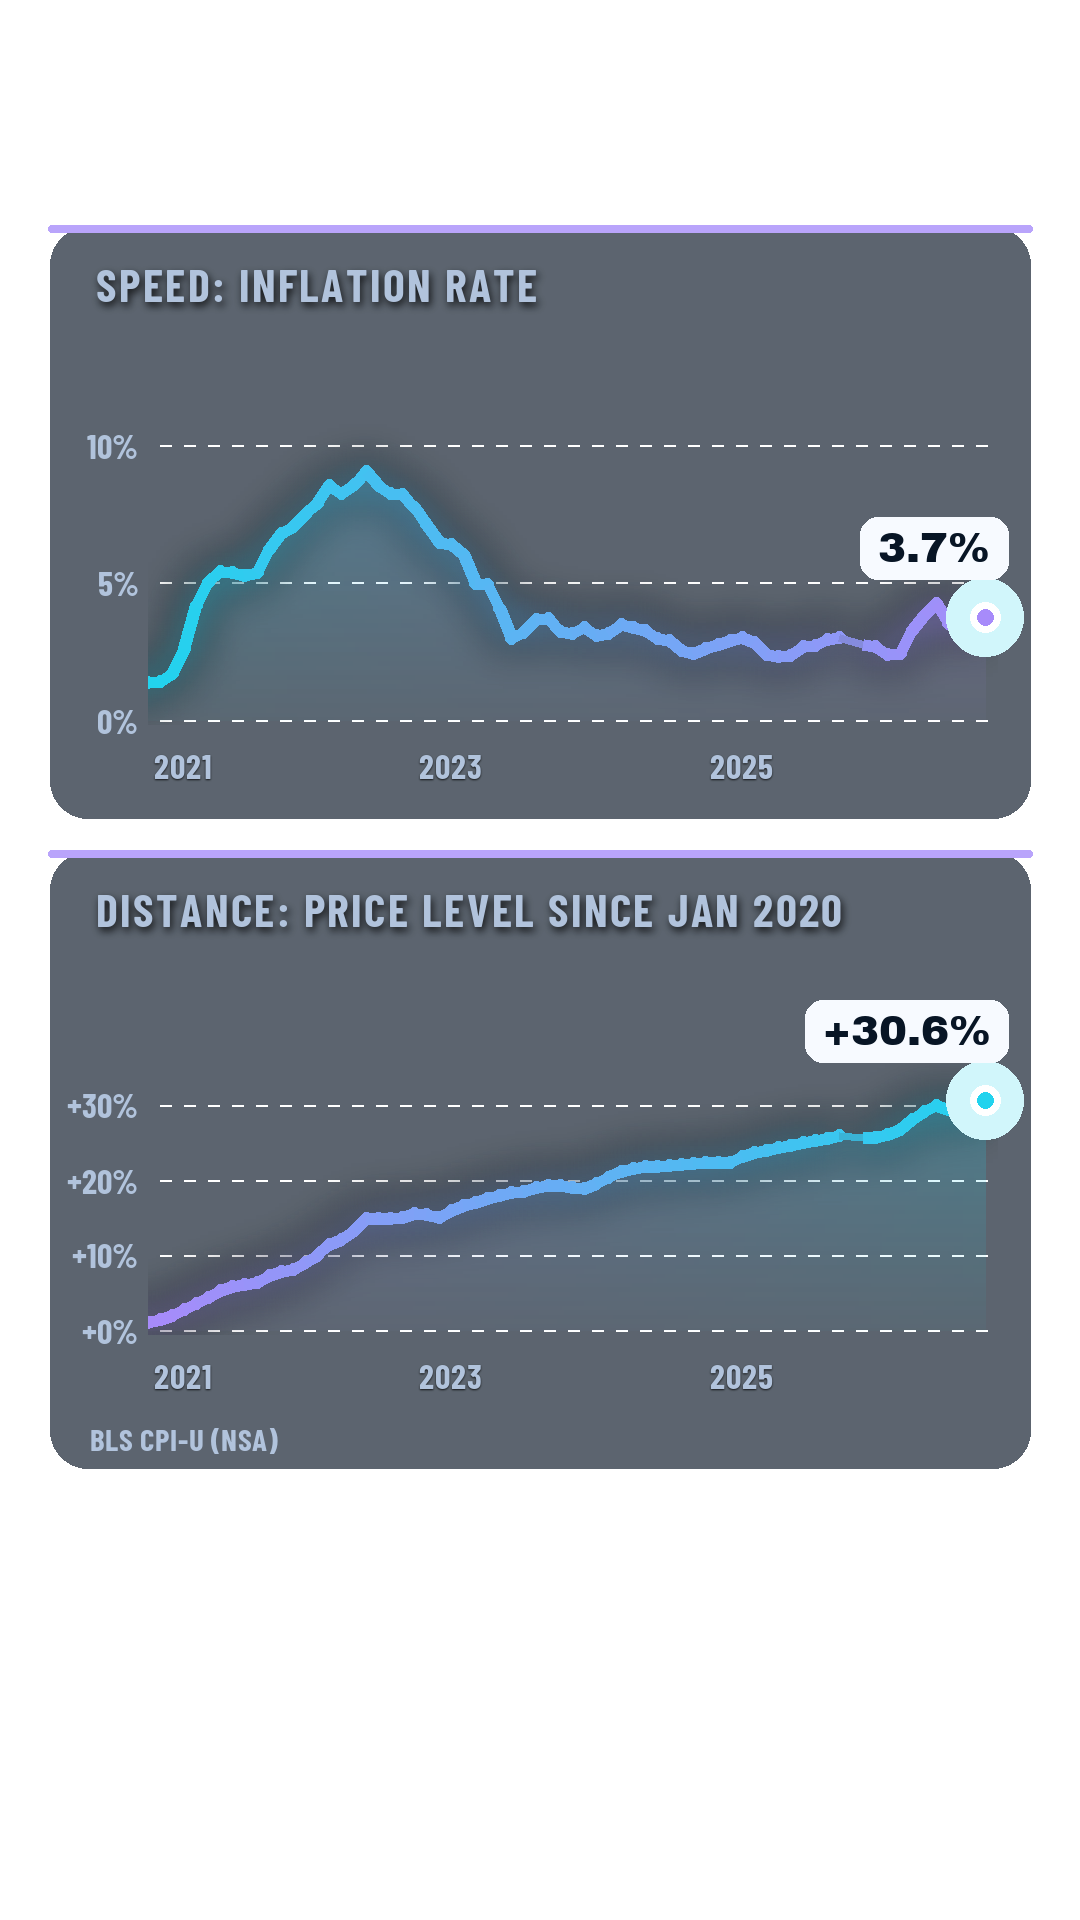 SPEED: INFLATION RATE
10%
3.7%
5%
0%
2021 2023 2025
DISTANCE: PRICE LEVEL SINCE JAN 2020
+30.6%
+30%
+20%
+10%
+0%
2021 2023 2025
BLS CPI-U (NSA)